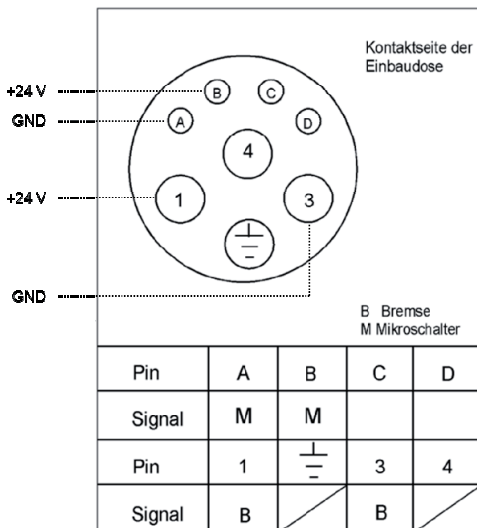 Kontaktseite der
Einbaudose
+24 V
B
C
GND
A
D
4
+24 V
1
3
GND
B Bremse
M Mikroschalter
Pin A B C D
Signal M M
Pin 1 3 4
Signal B B